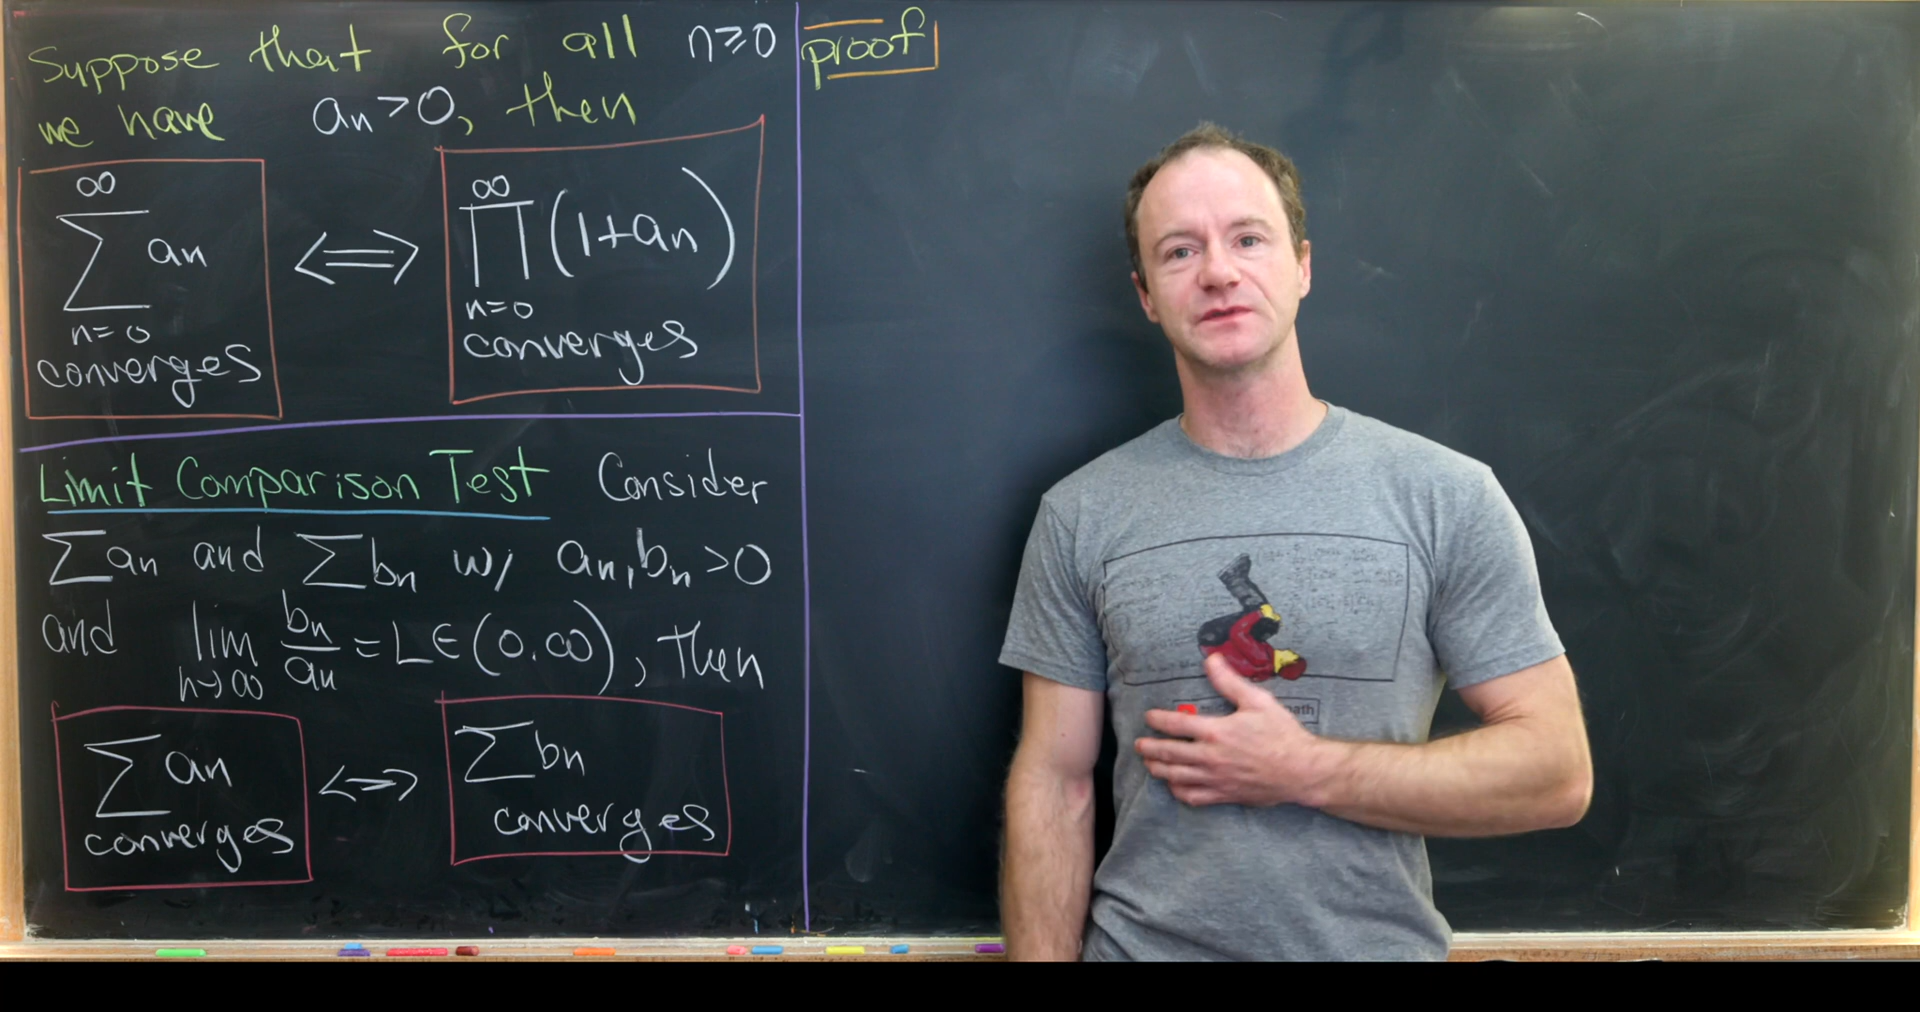 Suppose that for all n≥0
we have an>0, then
∞
∑ an
n=0
converges
⟺
∞
∏ (1+an)
n=0
converges
Limit Comparison Test Consider
∑an and ∑bn w/ an,bn>0
and lim n→∞ bn/an = L∈(0,∞), then
∑ an
converges
⟺
∑ bn
converges
proof